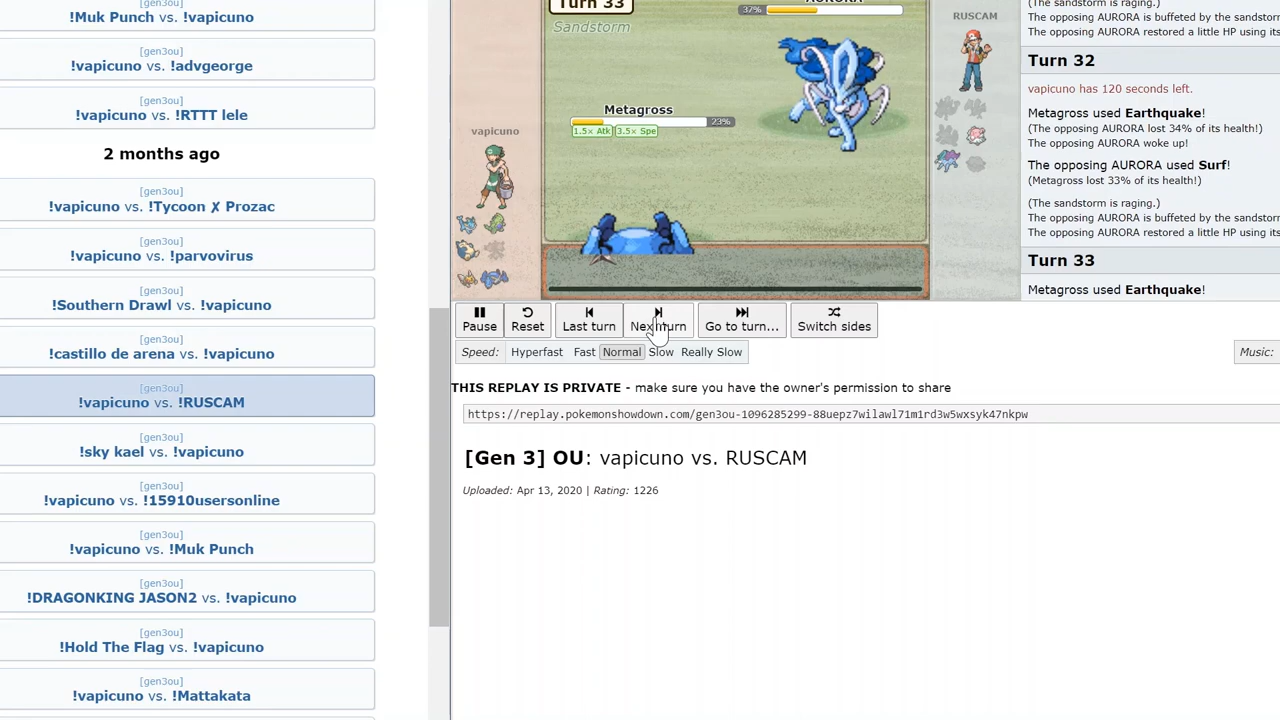 !Muk Punch vs. !vapicuno
[gen3ou]
!vapicuno vs. !advgeorge
[gen3ou]
!vapicuno vs. !RTTT lele
2 months ago
[gen3ou]
!vapicuno vs. !Tycoon ✗ Prozac
[gen3ou]
!vapicuno vs. !parvovirus
[gen3ou]
!Southern Drawl vs. !vapicuno
[gen3ou]
!castillo de arena vs. !vapicuno
[gen3ou]
!vapicuno vs. !RUSCAM
[gen3ou]
!sky kael vs. !vapicuno
[gen3ou]
!vapicuno vs. !15910usersonline
[gen3ou]
!vapicuno vs. !Muk Punch
[gen3ou]
!DRAGONKING JASON2 vs. !vapicuno
[gen3ou]
!Hold The Flag vs. !vapicuno
[gen3ou]
!vapicuno vs. !Mattakata
Turn 33
Sandstorm
AURORA
37%
Metagross
23%
1.5× Atk 3.5× Spe
vapicuno
RUSCAM
(The sandstorm is raging.)
The opposing AURORA is buffeted by the sandstorm
The opposing AURORA restored a little HP using its
Turn 32
vapicuno has 120 seconds left.
Metagross used Earthquake!
(The opposing AURORA lost 34% of its health!)
The opposing AURORA woke up!
The opposing AURORA used Surf!
(Metagross lost 33% of its health!)
(The sandstorm is raging.)
The opposing AURORA is buffeted by the sandstorm
The opposing AURORA restored a little HP using its
Turn 33
Metagross used Earthquake!
Pause
Reset
Last turn
Next turn
Go to turn...
Switch sides
Speed: Hyperfast Fast Normal Slow Really Slow
Music:
THIS REPLAY IS PRIVATE - make sure you have the owner's permission to share
https://replay.pokemonshowdown.com/gen3ou-1096285299-88uepz7wilawl71m1rd3w5wxsyk47nkpw
[Gen 3] OU: vapicuno vs. RUSCAM
Uploaded: Apr 13, 2020 | Rating: 1226